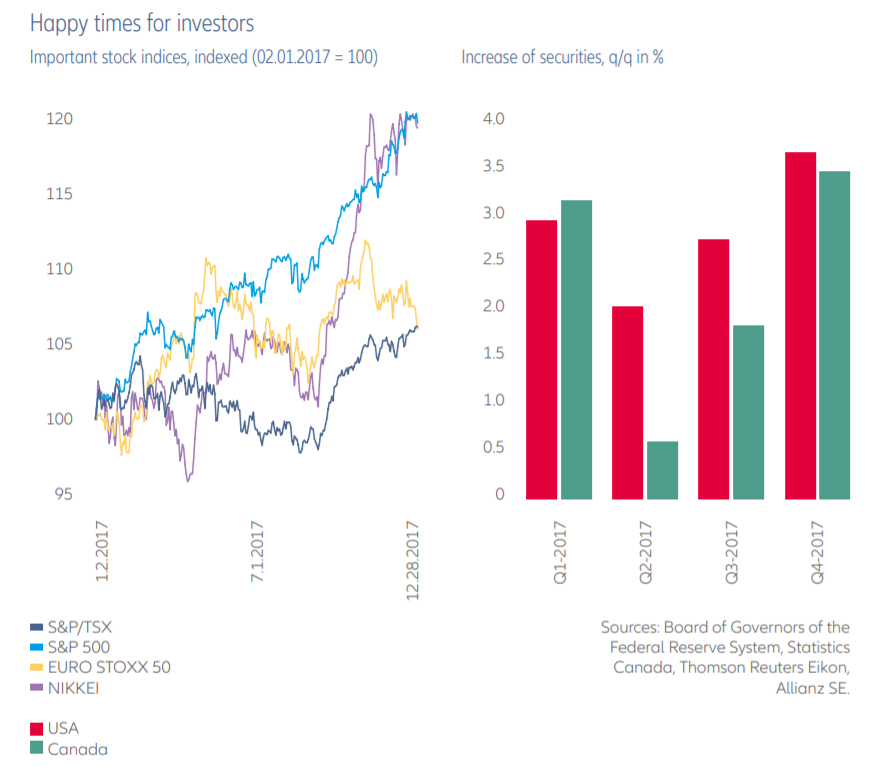 Happy times for investors
Important stock indices, indexed (02.01.2017 = 100)
120
115
110
105
100
95
1.2.2017
7.1.2017
12.28.2017
S&P/TSX
S&P 500
EURO STOXX 50
NIKKEI
USA
Canada
Increase of securities, q/q in %
4.0
3.5
3.0
2.5
2.0
1.5
1.0
0.5
0
Q1-2017
Q2-2017
Q3-2017
Q4-2017
Sources: Board of Governors of the
Federal Reserve System, Statistics
Canada, Thomson Reuters Eikon,
Allianz SE.